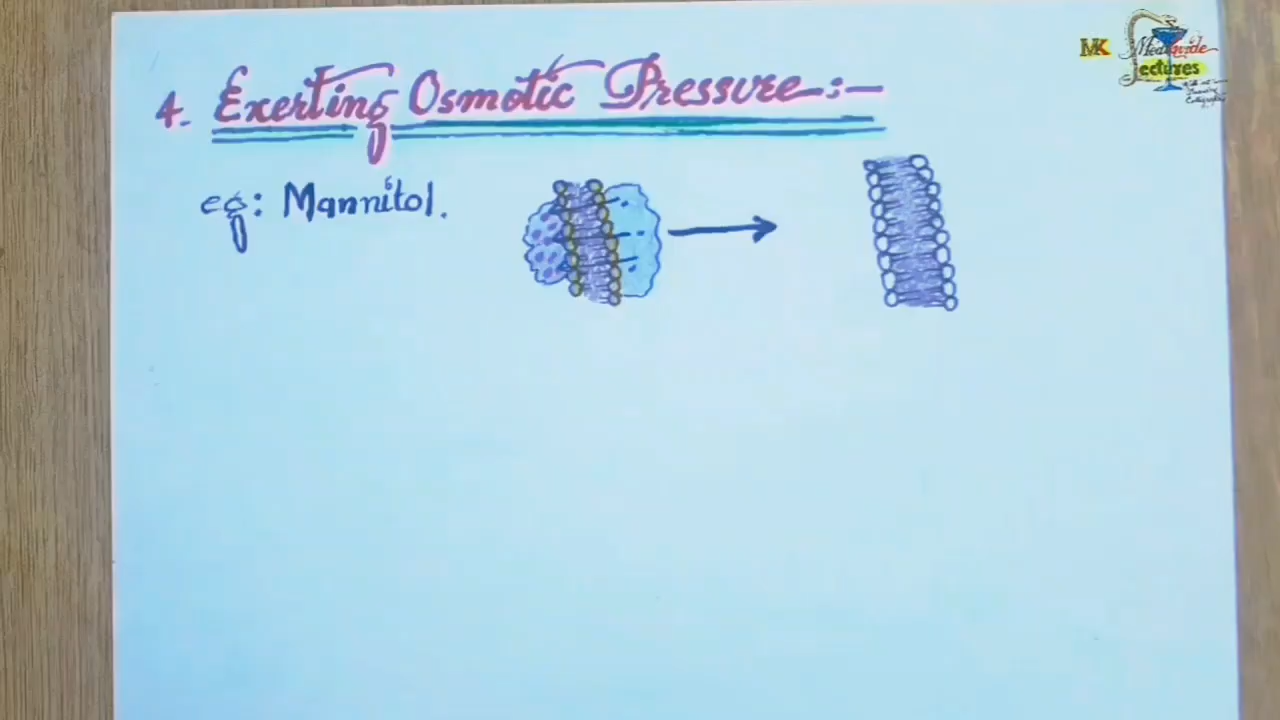 4. Exerting Osmotic Pressure:-
eg: Mannitol.
MK
Lectures